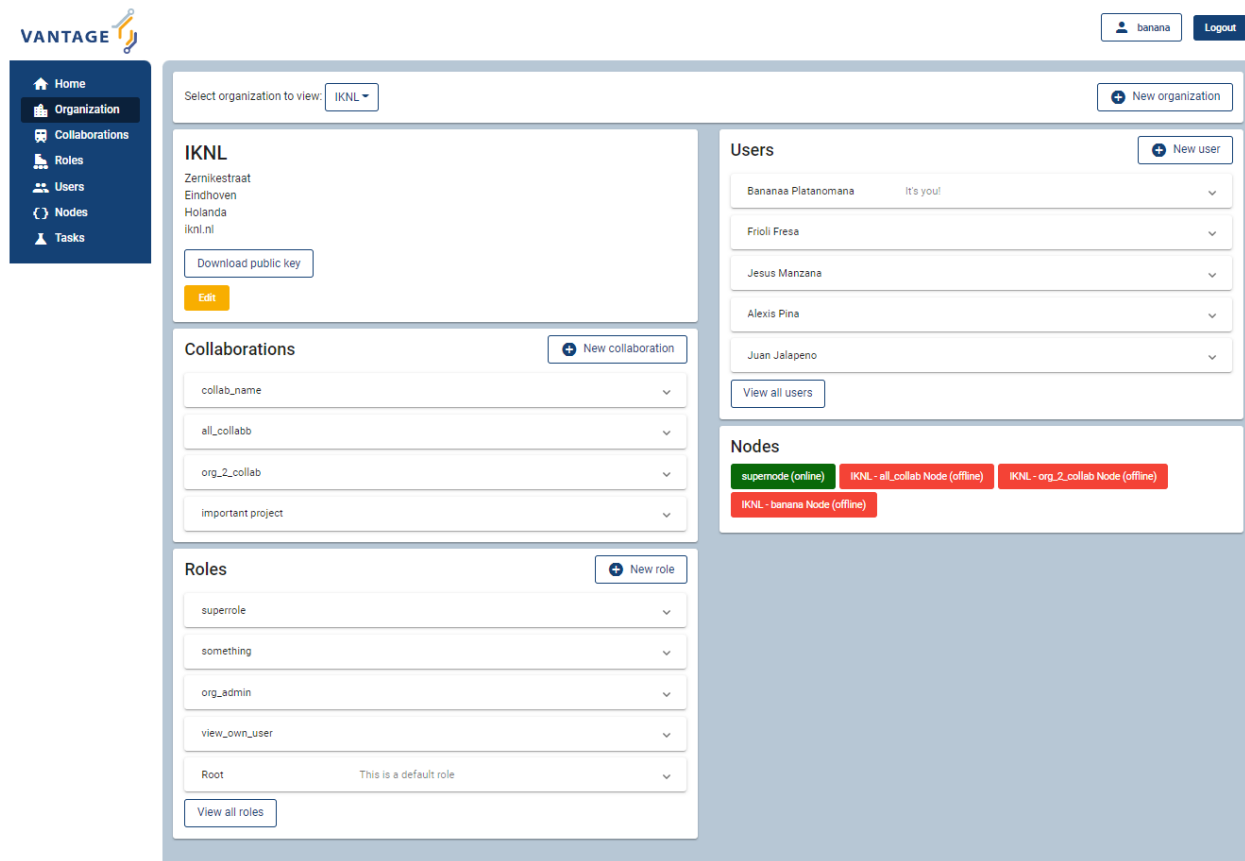 VANTAGE
banana
Logout
Home
Organization
Collaborations
Roles
Users
Nodes
Tasks
Select organization to view: IKNL
New organization
IKNL
Zernikestraat
Eindhoven
Holanda
iknl.nl
Download public key
Edit
Collaborations
New collaboration
collab_name
all_collabb
org_2_collab
important project
Roles
New role
superrole
something
org_admin
view_own_user
Root This is a default role
View all roles
Users
New user
Bananaa Platanomana It's you!
Frioli Fresa
Jesus Manzana
Alexis Pina
Juan Jalapeno
View all users
Nodes
supernode (online) IKNL - all_collab Node (offline) IKNL - org_2_collab Node (offline)
IKNL - banana Node (offline)